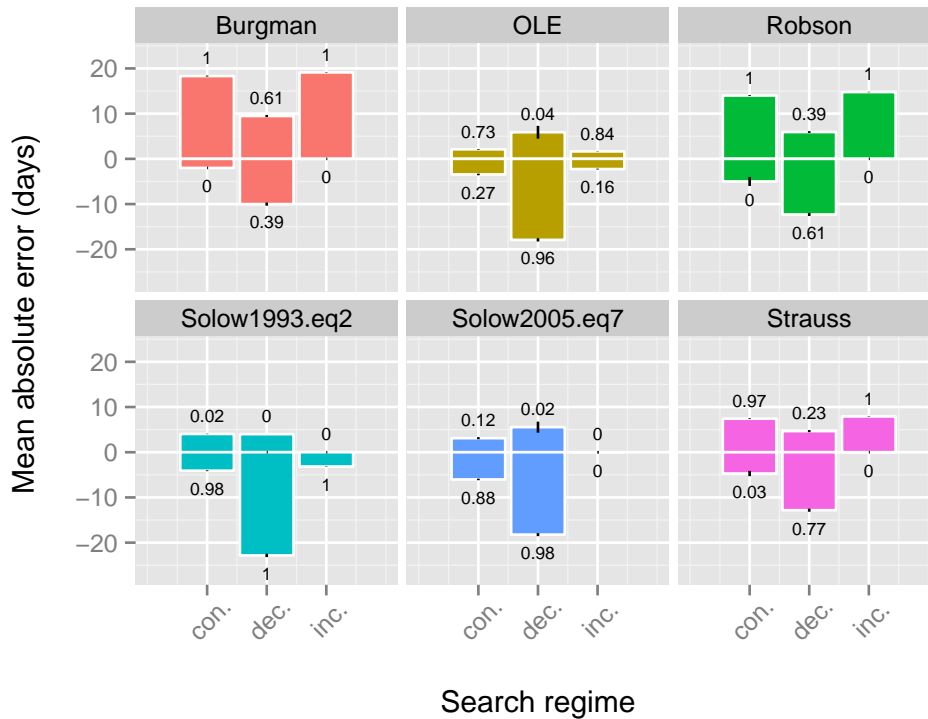 Burgman OLE Robson
1 1 1 1
0.61 0.04 0.39
20
10
0.73 0.84
0
0 0 0.27 0.16 0 0
-10
0.39 0.96 0.61
-20
Mean absolute error (days)
Solow1993.eq2 Solow2005.eq7 Strauss
20
10
0.02 0 0 0.12 0.02 0 0.97 0.23 1
0
0.98 1 0.88 0 0.03 0
-10
0.77
-20
1 0.98
con. dec. inc. con. dec. inc. con. dec. inc.
Search regime